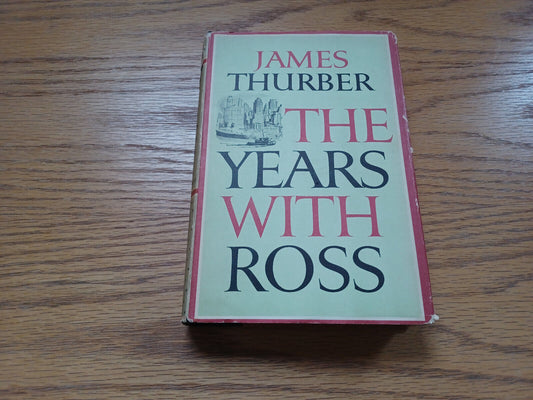 JAMES
THURBER
THE
YEARS
WITH
ROSS